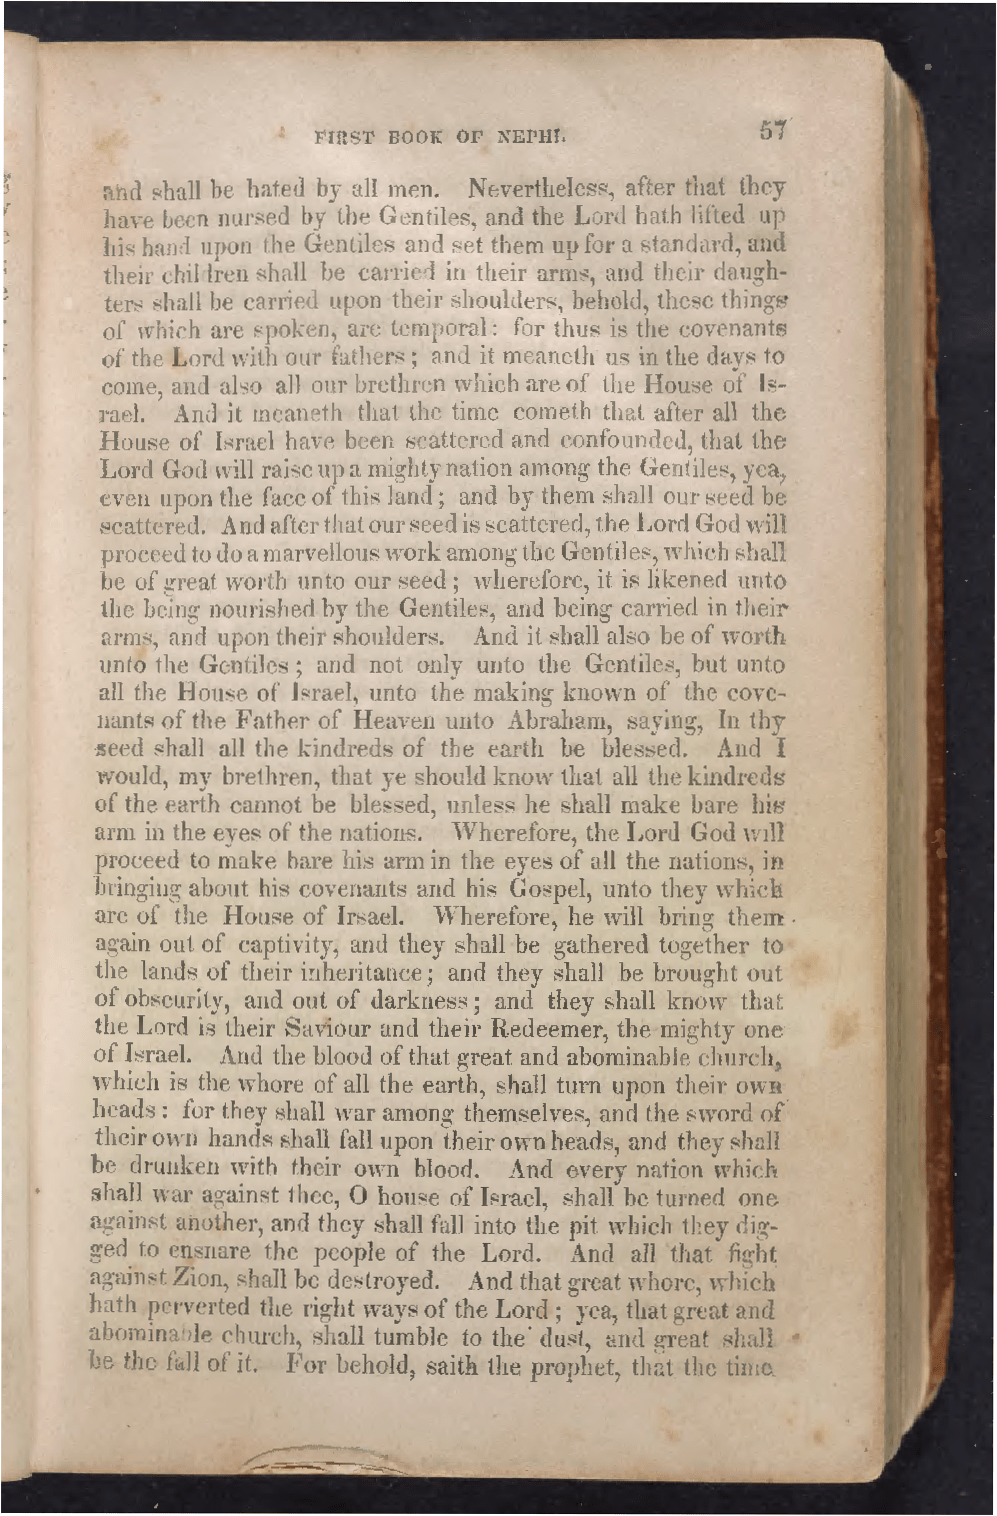 FIRST BOOK OF NEPHI. 57
and shall be hated by all men. Nevertheless, after that they
have been nursed by the Gentiles, and the Lord hath lifted up
his hand upon the Gentiles and set them up for a standard, and
their children shall be carried in their arms, and their daugh-
ters shall be carried upon their shoulders, behold, these things
of which are spoken, are temporal: for thus is the covenants
of the Lord with our fathers; and it meaneth us in the days to
come, and also all our brethren which are of the House of Is-
rael. And it meaneth that the time cometh that after all the
House of Israel have been scattered and confounded, that the
Lord God will raise up a mighty nation among the Gentiles, yea,
even upon the face of this land; and by them shall our seed be
scattered. And after that our seed is scattered, the Lord God will
proceed to do a marvellous work among the Gentiles, which shall
be of great worth unto our seed; wherefore, it is likened unto
the being nourished by the Gentiles, and being carried in their
arms, and upon their shoulders. And it shall also be of worth
unto the Gentiles; and not only unto the Gentiles, but unto
all the House of Israel, unto the making known of the cove-
nants of the Father of Heaven unto Abraham, saying, In thy
seed shall all the kindreds of the earth be blessed. And I
would, my brethren, that ye should know that all the kindreds
of the earth cannot be blessed, unless he shall make bare his
arm in the eyes of the nations. Wherefore, the Lord God will
proceed to make bare his arm in the eyes of all the nations, in
bringing about his covenants and his Gospel, unto they which
are of the House of Irsael. Wherefore, he will bring them
again out of captivity, and they shall be gathered together to
the lands of their inheritance; and they shall be brought out
of obscurity, and out of darkness; and they shall know that
the Lord is their Saviour and their Redeemer, the mighty one
of Israel. And the blood of that great and abominable church,
which is the whore of all the earth, shall turn upon their own
heads: for they shall war among themselves, and the sword of
their own hands shall fall upon their own heads, and they shall
be drunken with their own blood. And every nation which
shall war against thee, O house of Israel, shall be turned one
against another, and they shall fall into the pit which they dig-
ged to ensnare the people of the Lord. And all that fight
against Zion, shall be destroyed. And that great whore, which
hath perverted the right ways of the Lord; yea, that great and
abominable church, shall tumble to the dust, and great shall
be the fall of it. For behold, saith the prophet, that the time